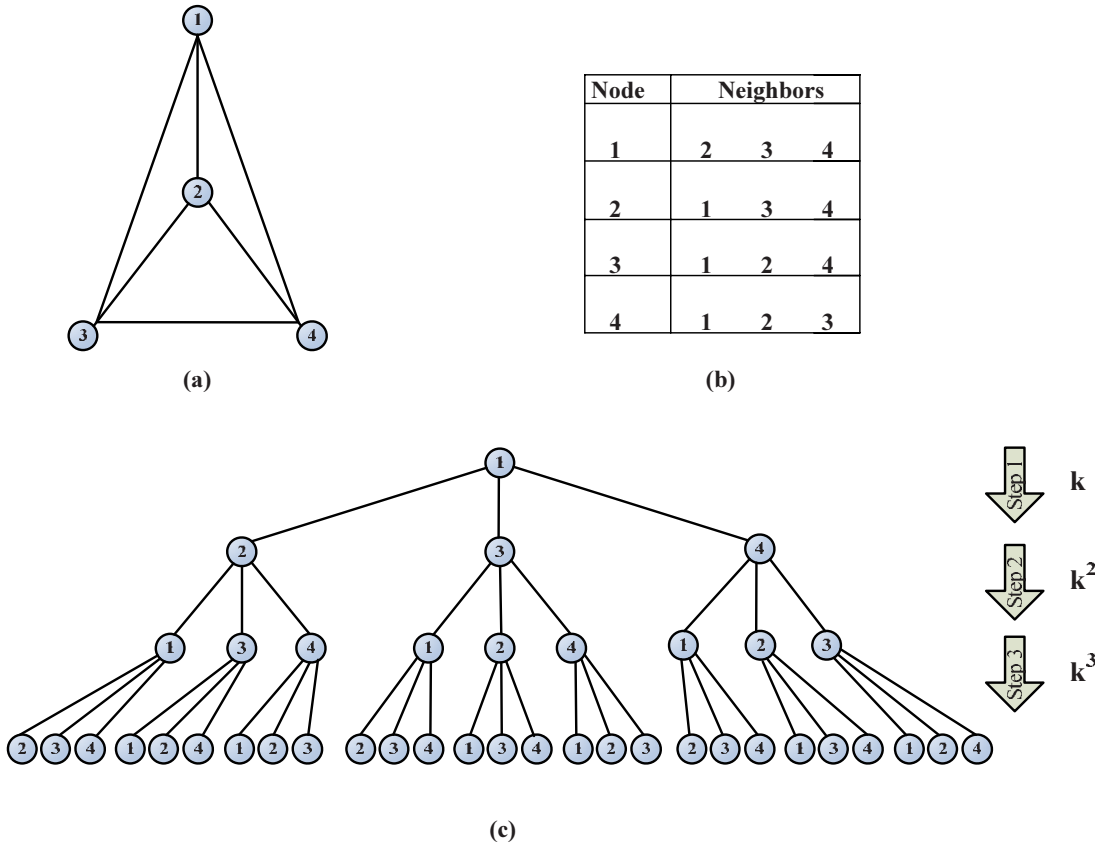 1
2
3 4
(a)
Node Neighbors
1 2 3 4
2 1 3 4
3 1 2 4
4 1 2 3
(b)
1
2 3 4
1 3 4 1 2 4 1 2 3
2 3 4 1 2 4 1 2 3 2 3 4 1 3 4 1 2 3 2 3 4 1 3 4 1 2 4
Step 1 k
Step 2 k²
Step 3 k³
(c)